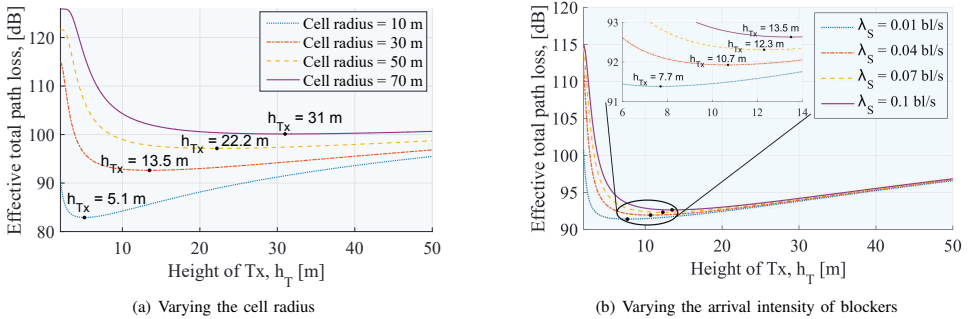 Effective total path loss, [dB]
120
110
100
90
80
10
20
30
40
50
Height of Tx, h_T [m]
Cell radius = 10 m
Cell radius = 30 m
Cell radius = 50 m
Cell radius = 70 m
h_Tx = 31 m
h_Tx = 22.2 m
h_Tx = 13.5 m
h_Tx = 5.1 m
(a) Varying the cell radius
Effective total path loss, [dB]
120
115
110
105
100
95
90
10
20
30
40
50
Height of Tx, h_T [m]
93
92
91
6
8
10
12
14
h_Tx = 13.5 m
h_Tx = 12.3 m
h_Tx = 10.7 m
h_Tx = 7.7 m
λ_S = 0.01 bl/s
λ_S = 0.04 bl/s
λ_S = 0.07 bl/s
λ_S = 0.1 bl/s
(b) Varying the arrival intensity of blockers